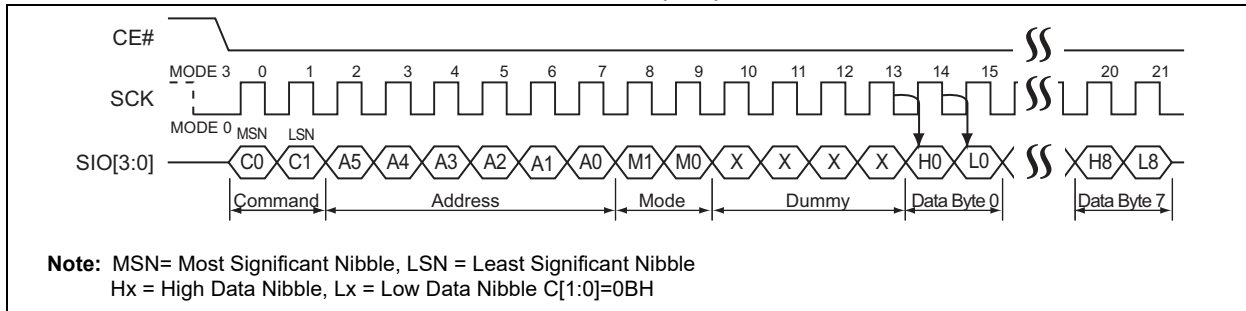 CE#
MODE 3 0 1 2 3 4 5 6 7 8 9 10 11 12 13 14 15 20 21
SCK
MODE 0 MSN LSN
SIO[3:0] C0 C1 A5 A4 A3 A2 A1 A0 M1 M0 X X X X H0 L0 H8 L8
Command Address Mode Dummy Data Byte 0 Data Byte 7
Note: MSN= Most Significant Nibble, LSN = Least Significant Nibble
Hx = High Data Nibble, Lx = Low Data Nibble C[1:0]=0BH